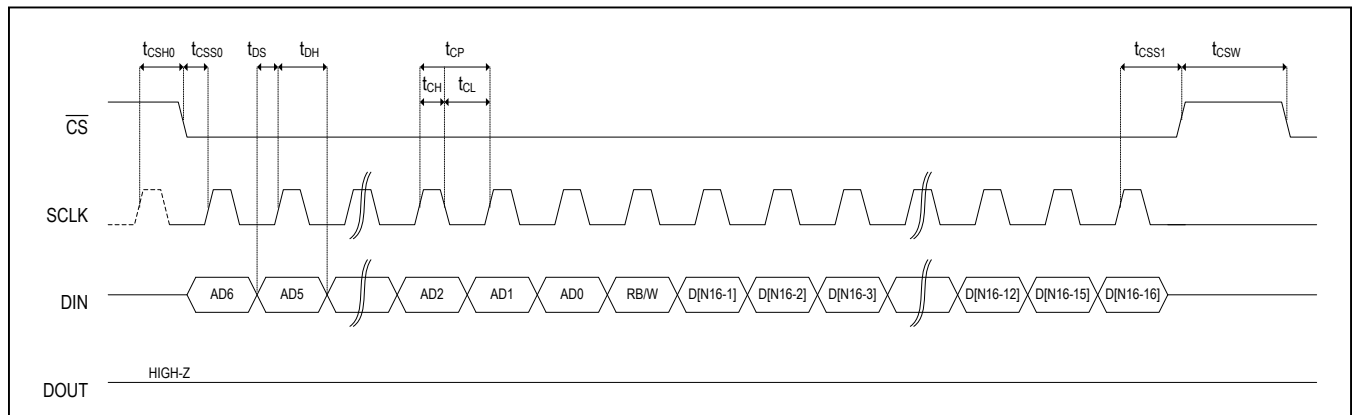 tCSH0 tCSS0 tDS tDH tCP tCSS1 tCSW
tCH tCL
CS
SCLK
DIN AD6 AD5 AD2 AD1 AD0 RB/W D[N16-1] D[N16-2] D[N16-3] D[N16-12] D[N16-15] D[N16-16]
HIGH-Z
DOUT